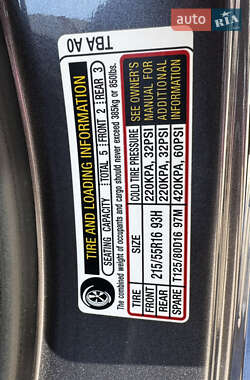 AUTO RIA
TBA A0
TIRE AND LOADING INFORMATION
SEATING CAPACITY TOTAL 5 FRONT 2 REAR 3
The combined weight of occupants and cargo should never exceed 385kg or 850lbs.
TIRE SIZE COLD TIRE PRESSURE
FRONT 215/55R16 93H 220KPA, 32PSI
REAR 220KPA, 32PSI
SPARE T125/80D16 97M 420KPA, 60PSI
SEE OWNER'S
MANUAL FOR
ADDITIONAL
INFORMATION